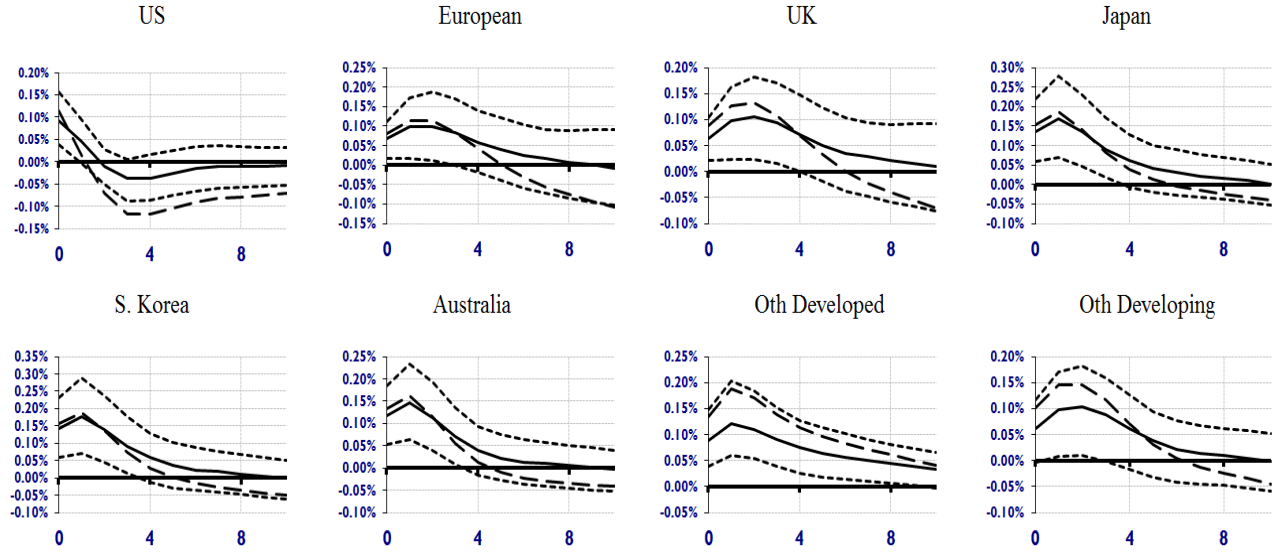 US European UK Japan
0.20% 0.25% 0.20% 0.30%
0.15% 0.20% 0.15% 0.25%
0.10% 0.15% 0.10% 0.20%
0.05% 0.10% 0.05% 0.15%
0.00% 0.05% 0.00% 0.10%
-0.05% 0.00% -0.05% 0.05%
-0.10% -0.05% -0.10% 0.00%
-0.15% -0.10% -0.05%
-0.15% -0.10%
0 4 8 0 4 8 0 4 8 0 4 8
S. Korea Australia Oth Developed Oth Developing
0.35% 0.25% 0.25% 0.20%
0.30% 0.20% 0.20% 0.15%
0.25% 0.15% 0.15% 0.10%
0.20% 0.10% 0.10% 0.05%
0.15% 0.05% 0.05% 0.00%
0.10% 0.00% 0.00% -0.05%
0.05% -0.05% -0.05% -0.10%
0.00% -0.10%
-0.05%
-0.10%
0 4 8 0 4 8 0 4 8 0 4 8